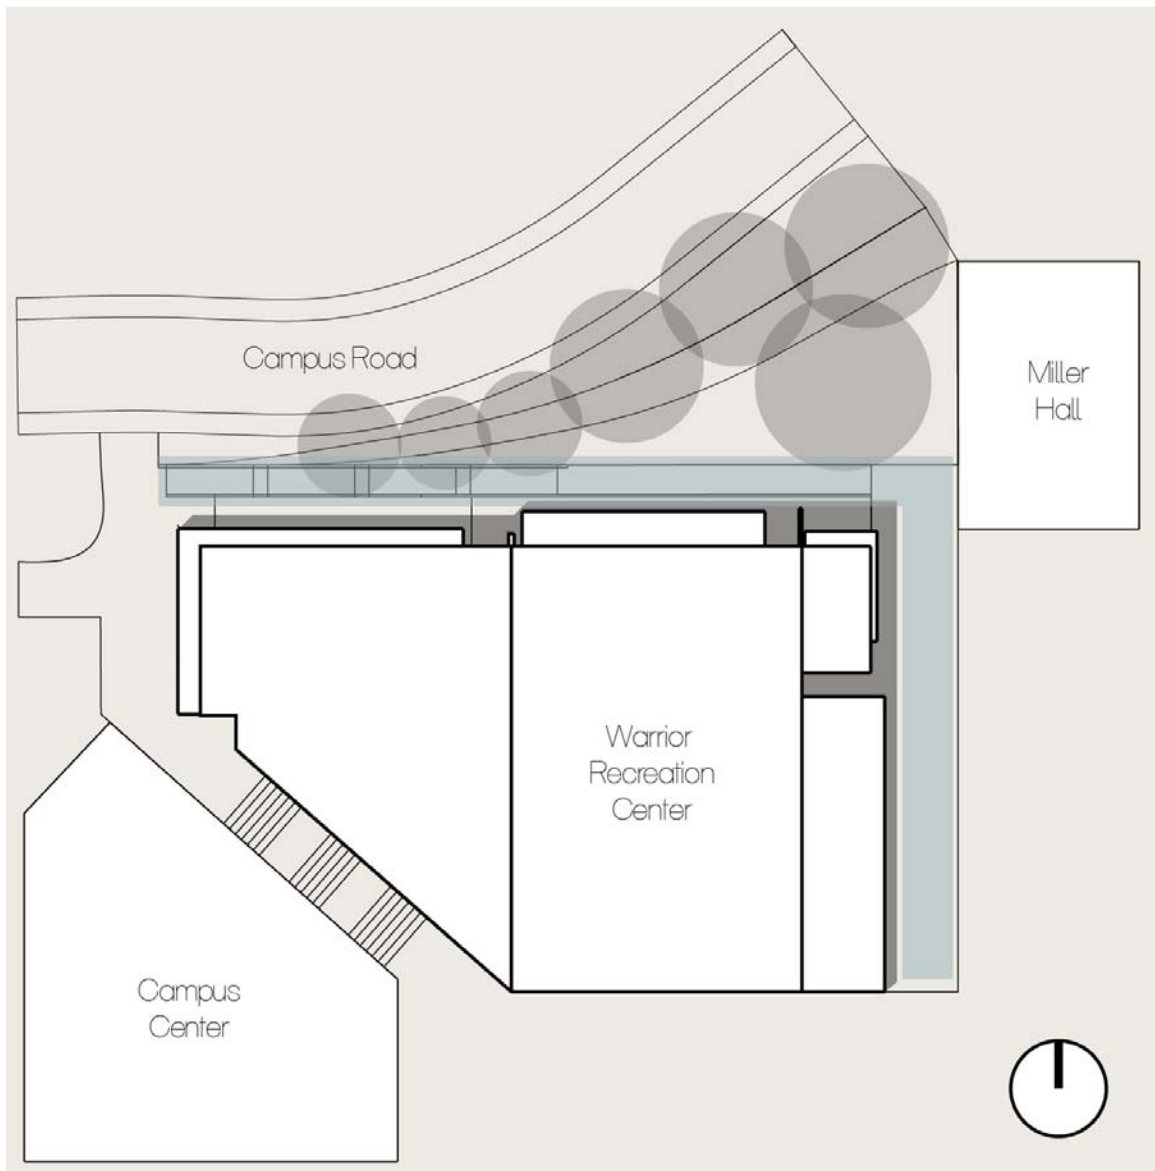 Campus Road
Miller
Hall
Warrior
Recreation
Center
Campus
Center